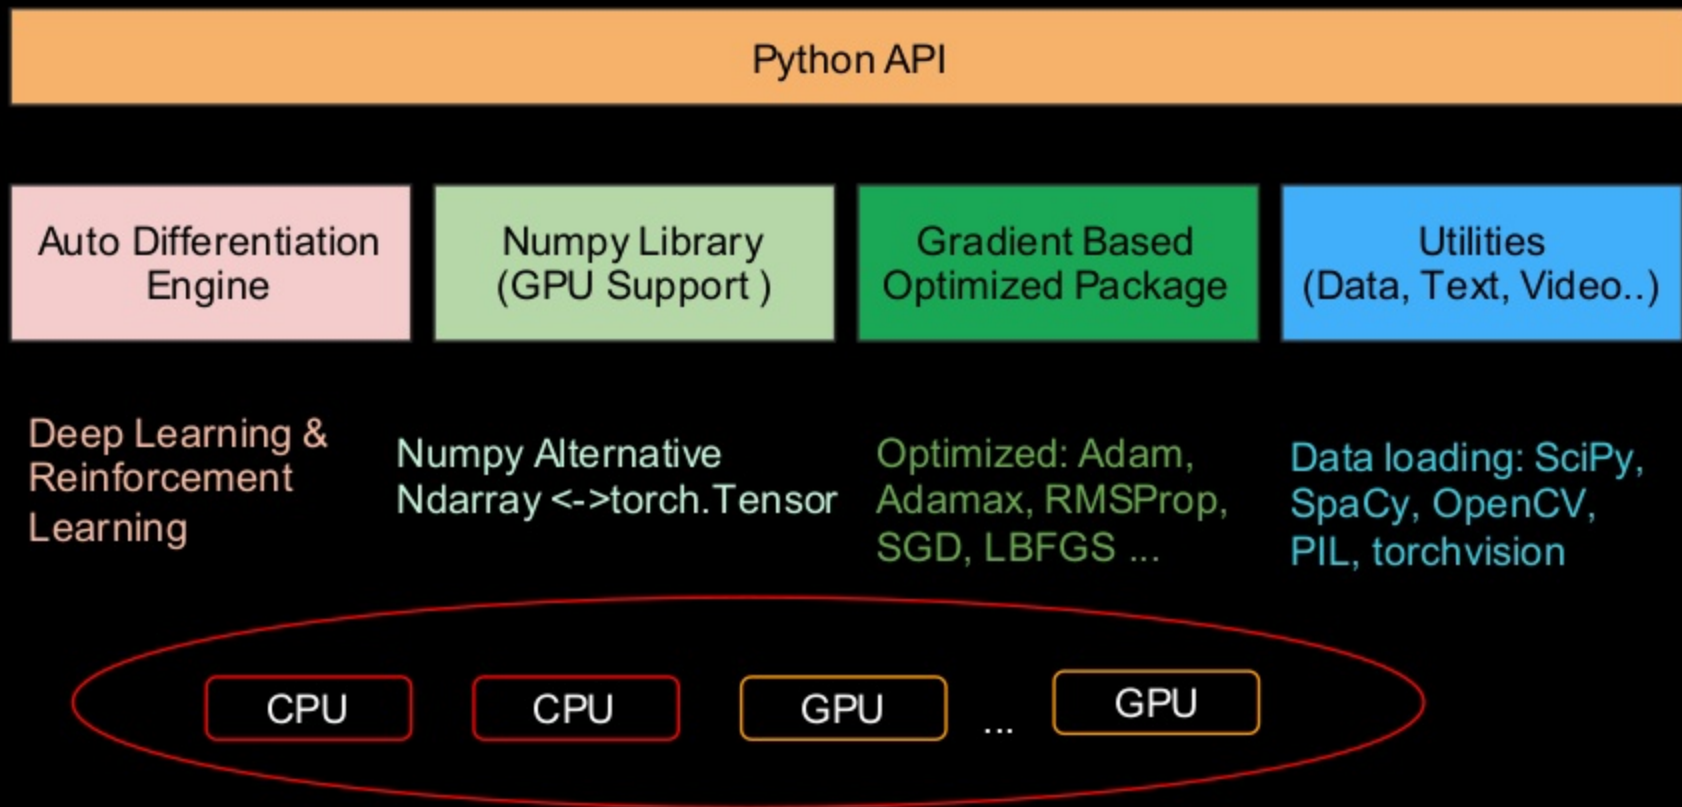 Python API
Auto Differentiation
Engine
Numpy Library
(GPU Support )
Gradient Based
Optimized Package
Utilities
(Data, Text, Video..)
Deep Learning &
Reinforcement
Learning
Numpy Alternative
Ndarray <->torch.Tensor
Optimized: Adam,
Adamax, RMSProp,
SGD, LBFGS ...
Data loading: SciPy,
SpaCy, OpenCV,
PIL, torchvision
CPU
CPU
GPU
...
GPU